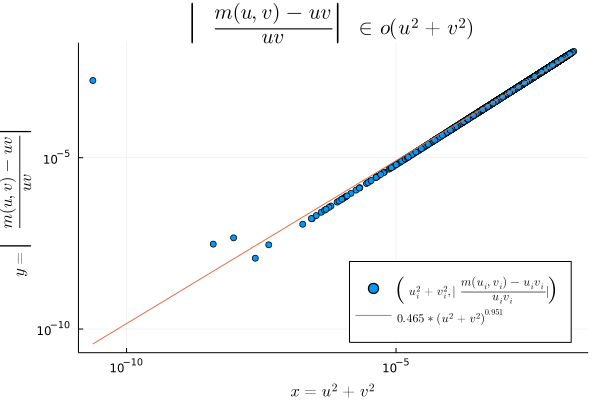 | m(u, v) − uv / uv | ∈ o(u² + v²)
y = | m(u, v) − uv / uv |
10⁻⁵
10⁻¹⁰
( u_i² + v_i², | m(u_i, v_i) − u_i v_i / u_i v_i | )
0.465 * (u² + v²)^0.951
10⁻¹⁰ 10⁻⁵
x = u² + v²